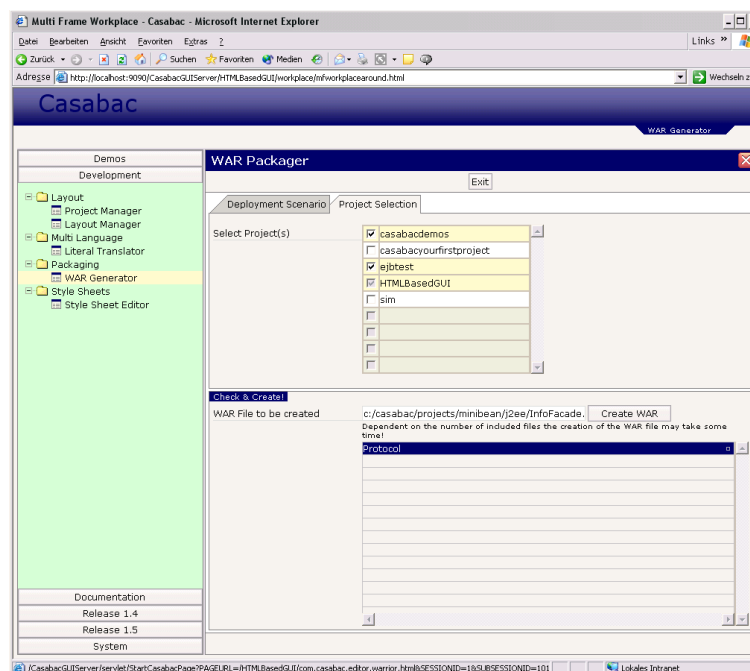 Multi Frame Workplace - Casabac - Microsoft Internet Explorer
Datei Bearbeiten Ansicht Favoriten Extras ?
Links »
Zurück Suchen Favoriten Medien
Adresse http://localhost:9090/CasabacGUIServer/HTMLBasedGUI/workplace/mfworkplacearound.html Wechseln z
Casabac
WAR Generator
Demos
Development
Layout
Project Manager
Layout Manager
Multi Language
Literal Translator
Packaging
WAR Generator
Style Sheets
Style Sheet Editor
Documentation
Release 1.4
Release 1.5
System
WAR Packager
Exit
Deployment Scenario Project Selection
Select Project(s)
casabacdemos
casabacyourfirstproject
ejbtest
HTMLBasedGUI
sim
Check & Create!
WAR File to be created c:/casabac/projects/minibean/j2ee/InfoFacade. Create WAR
Dependent on the number of included files the creation of the WAR file may take some
time!
Protocol
/CasabacGUIServer/servlet/StartCasabacPage?PAGEURL=/HTMLBasedGUI/com.casabac.editor.warrior.html&SESSIONID=1&SUBSESSIONID=101 Lokales Intranet